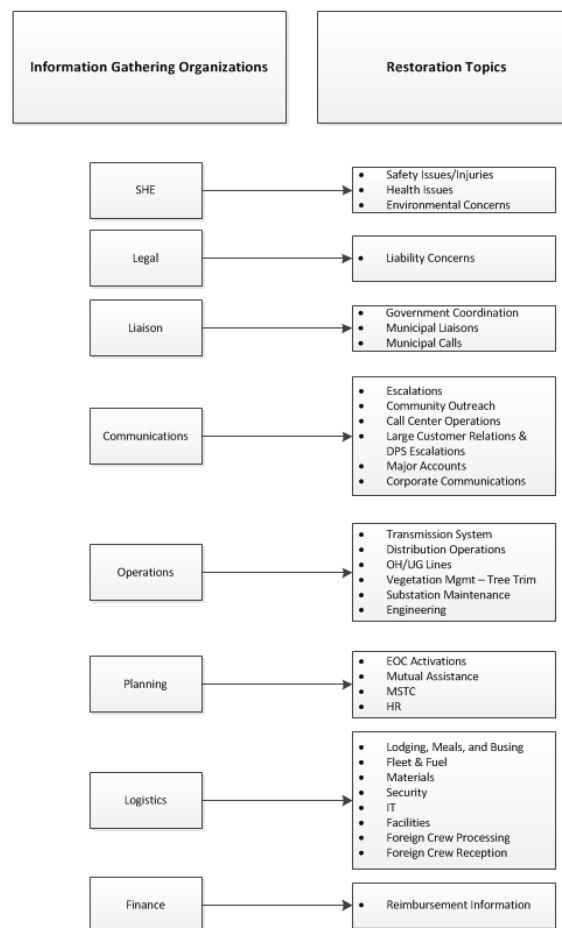 Information Gathering Organizations
Restoration Topics
SHE
• Safety Issues/Injuries
• Health Issues
• Environmental Concerns
Legal
• Liability Concerns
Liaison
• Government Coordination
• Municipal Liaisons
• Municipal Calls
Communications
• Escalations
• Community Outreach
• Call Center Operations
• Large Customer Relations &
DPS Escalations
• Major Accounts
• Corporate Communications
Operations
• Transmission System
• Distribution Operations
• OH/UG Lines
• Vegetation Mgmt – Tree Trim
• Substation Maintenance
• Engineering
Planning
• EOC Activations
• Mutual Assistance
• MSTC
• HR
Logistics
• Lodging, Meals, and Busing
• Fleet & Fuel
• Materials
• Security
• IT
• Facilities
• Foreign Crew Processing
• Foreign Crew Reception
Finance
• Reimbursement Information